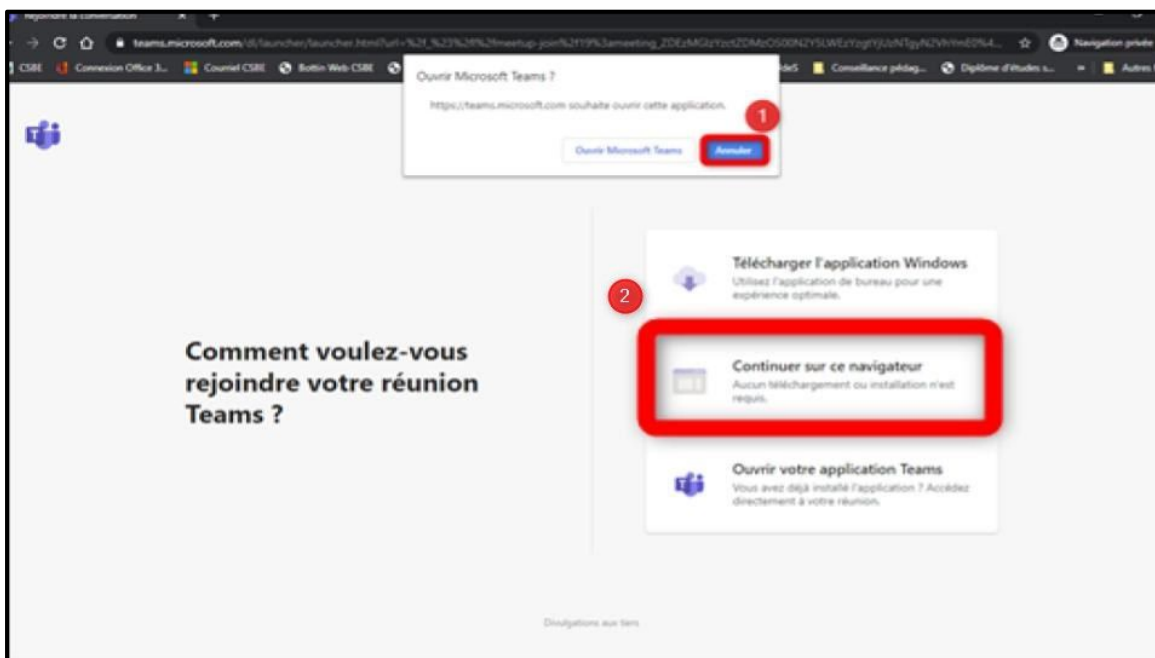 Rejoindre la conversation
teams.microsoft.com
CSBE
Connexion Office 3...
Courriel CSBE
Bottin Web CSBE
Conseillance pédag...
Diplôme d'études s...
Autres
Navigation privée
Ouvrir Microsoft Teams ?
https://teams.microsoft.com souhaite ouvrir cette application.
1
Ouvrir Microsoft Teams
Annuler
Télécharger l'application Windows
Utilisez l'application de bureau pour une
expérience optimale.
2
Comment voulez-vous
rejoindre votre réunion
Teams ?
Continuer sur ce navigateur
Aucun téléchargement ou installation n'est
requis.
Ouvrir votre application Teams
Vous avez déjà installé l'application ? Accédez
directement à votre réunion.
Divulgations aux tiers